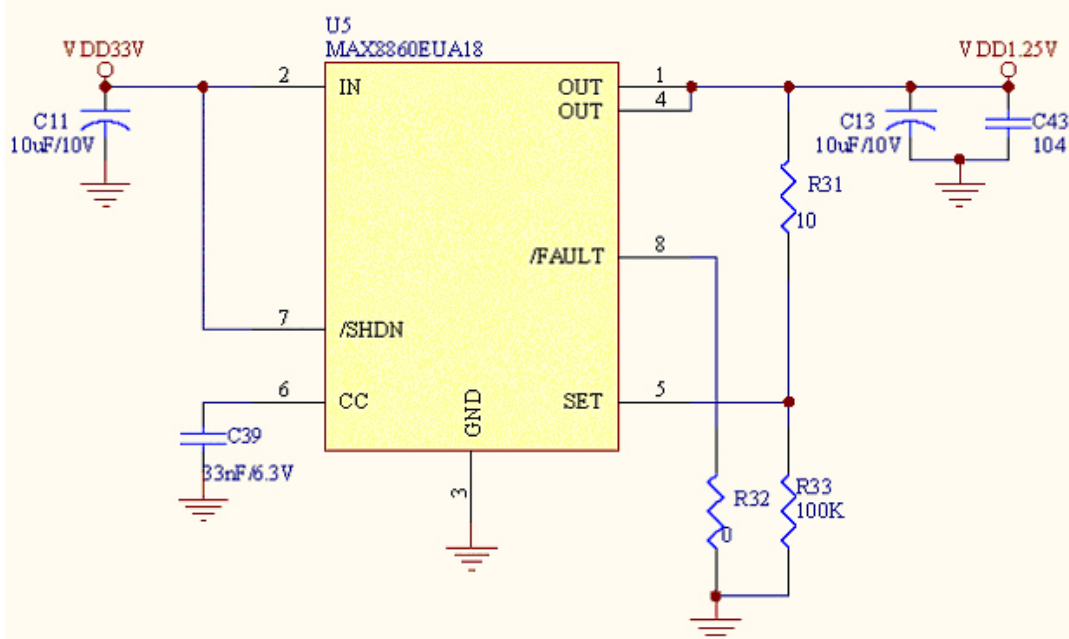 U5
MAX8860EUA18
VDD33V
VDD1.25V
2
IN
OUT
1
OUT
4
C11
10uF/10V
C13
10uF/10V
C43
104
R31
10
/FAULT
8
7
/SHDN
6
CC
GND
SET
5
C39
33nF/6.3V
3
R32
0
R33
100K